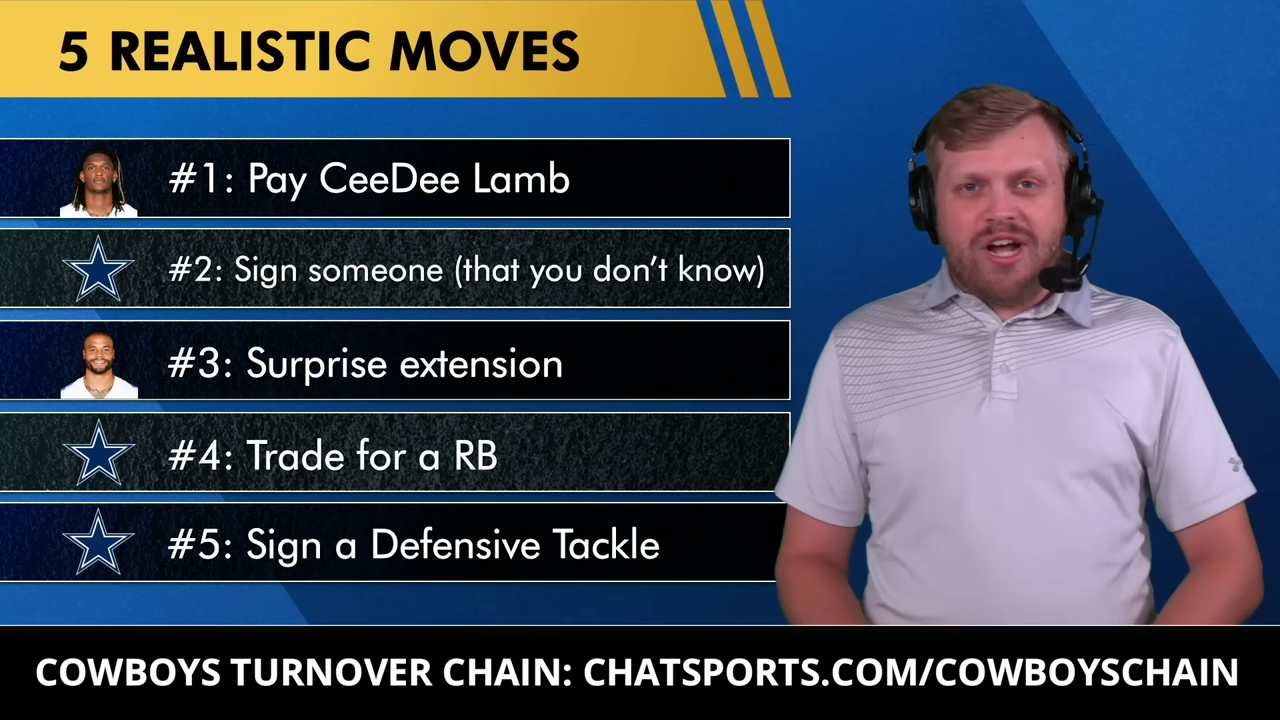 5 REALISTIC MOVES
#1: Pay CeeDee Lamb
#2: Sign someone (that you don’t know)
#3: Surprise extension
#4: Trade for a RB
#5: Sign a Defensive Tackle
COWBOYS TURNOVER CHAIN: CHATSPORTS.COM/COWBOYSCHAIN